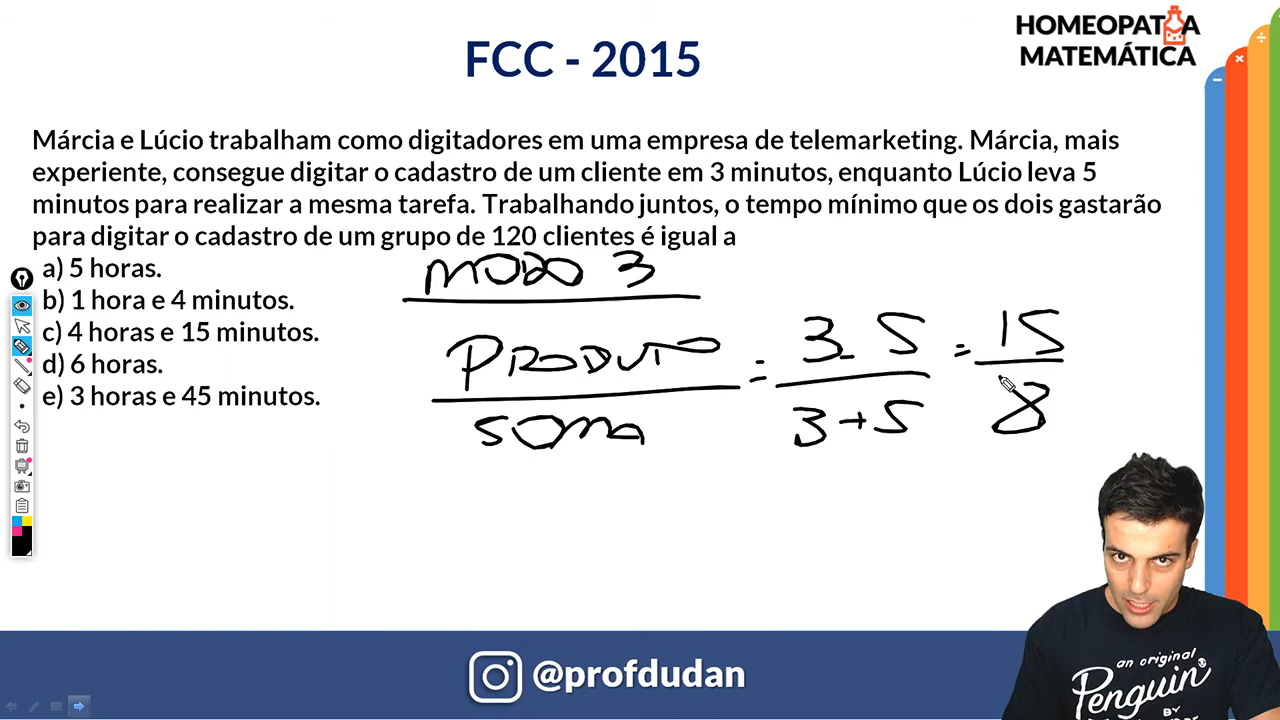 FCC - 2015
HOMEOPATIA
MATEMÁTICA
Márcia e Lúcio trabalham como digitadores em uma empresa de telemarketing. Márcia, mais
experiente, consegue digitar o cadastro de um cliente em 3 minutos, enquanto Lúcio leva 5
minutos para realizar a mesma tarefa. Trabalhando juntos, o tempo mínimo que os dois gastarão
para digitar o cadastro de um grupo de 120 clientes é igual a
a) 5 horas.
b) 1 hora e 4 minutos.
c) 4 horas e 15 minutos.
d) 6 horas.
e) 3 horas e 45 minutos.
MODO 3
PRODUTO = 3.5 = 15
SOMA 3+5 8
@profdudan
an original
Penguin
BY